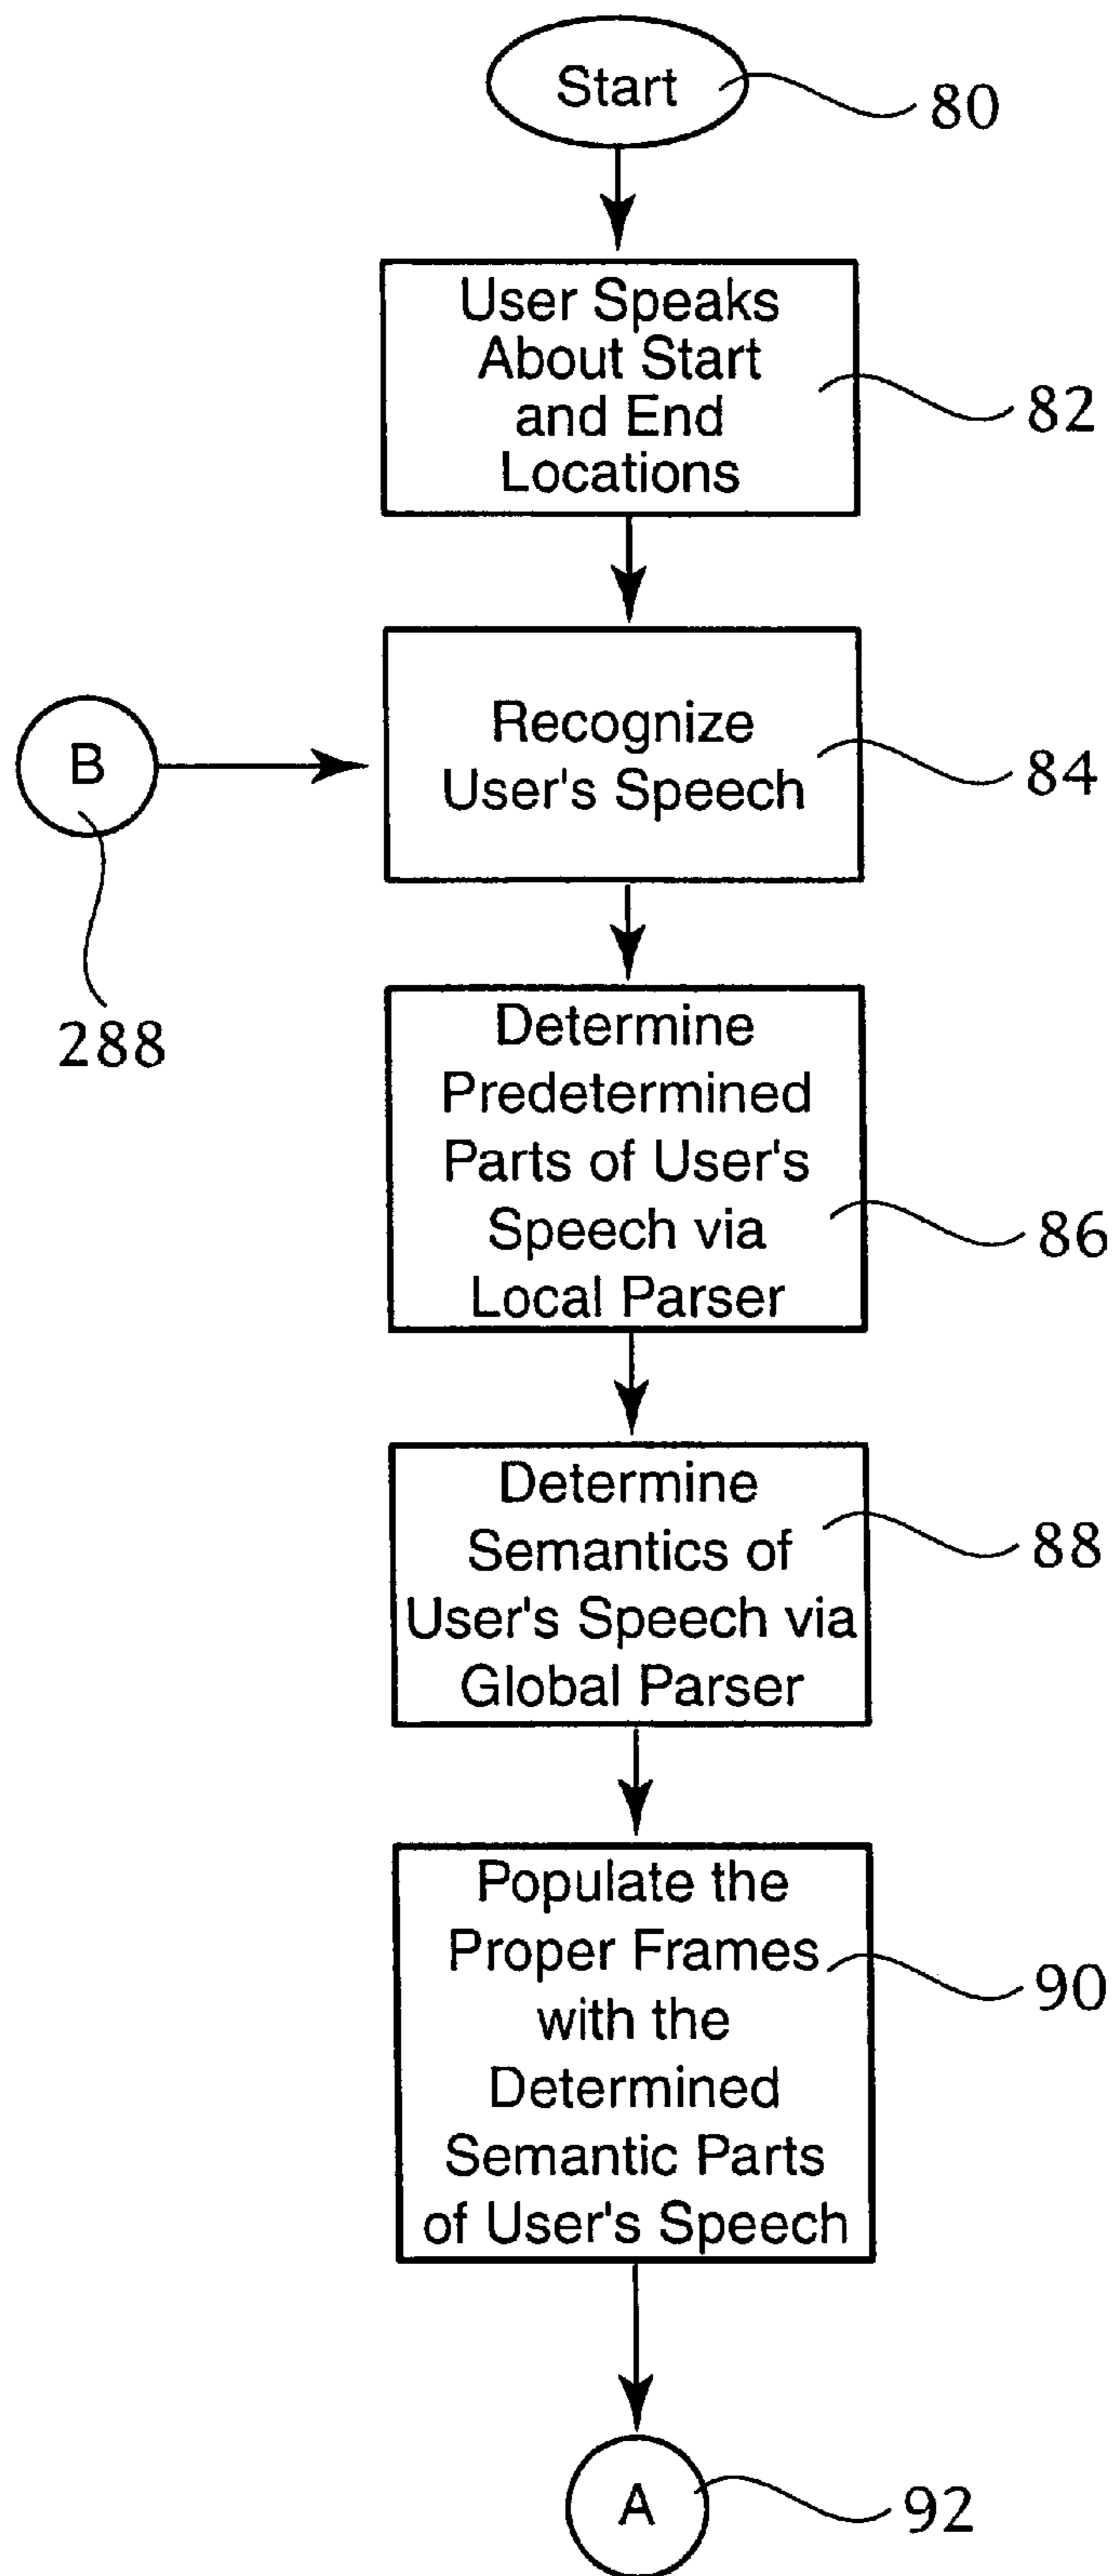 Start
80
User Speaks
About Start
and End
Locations
82
Recognize
User's Speech
84
B
288
Determine
Predetermined
Parts of User's
Speech via
Local Parser
86
Determine
Semantics of
User's Speech via
Global Parser
88
Populate the
Proper Frames
with the
Determined
Semantic Parts
of User's Speech
90
A
92